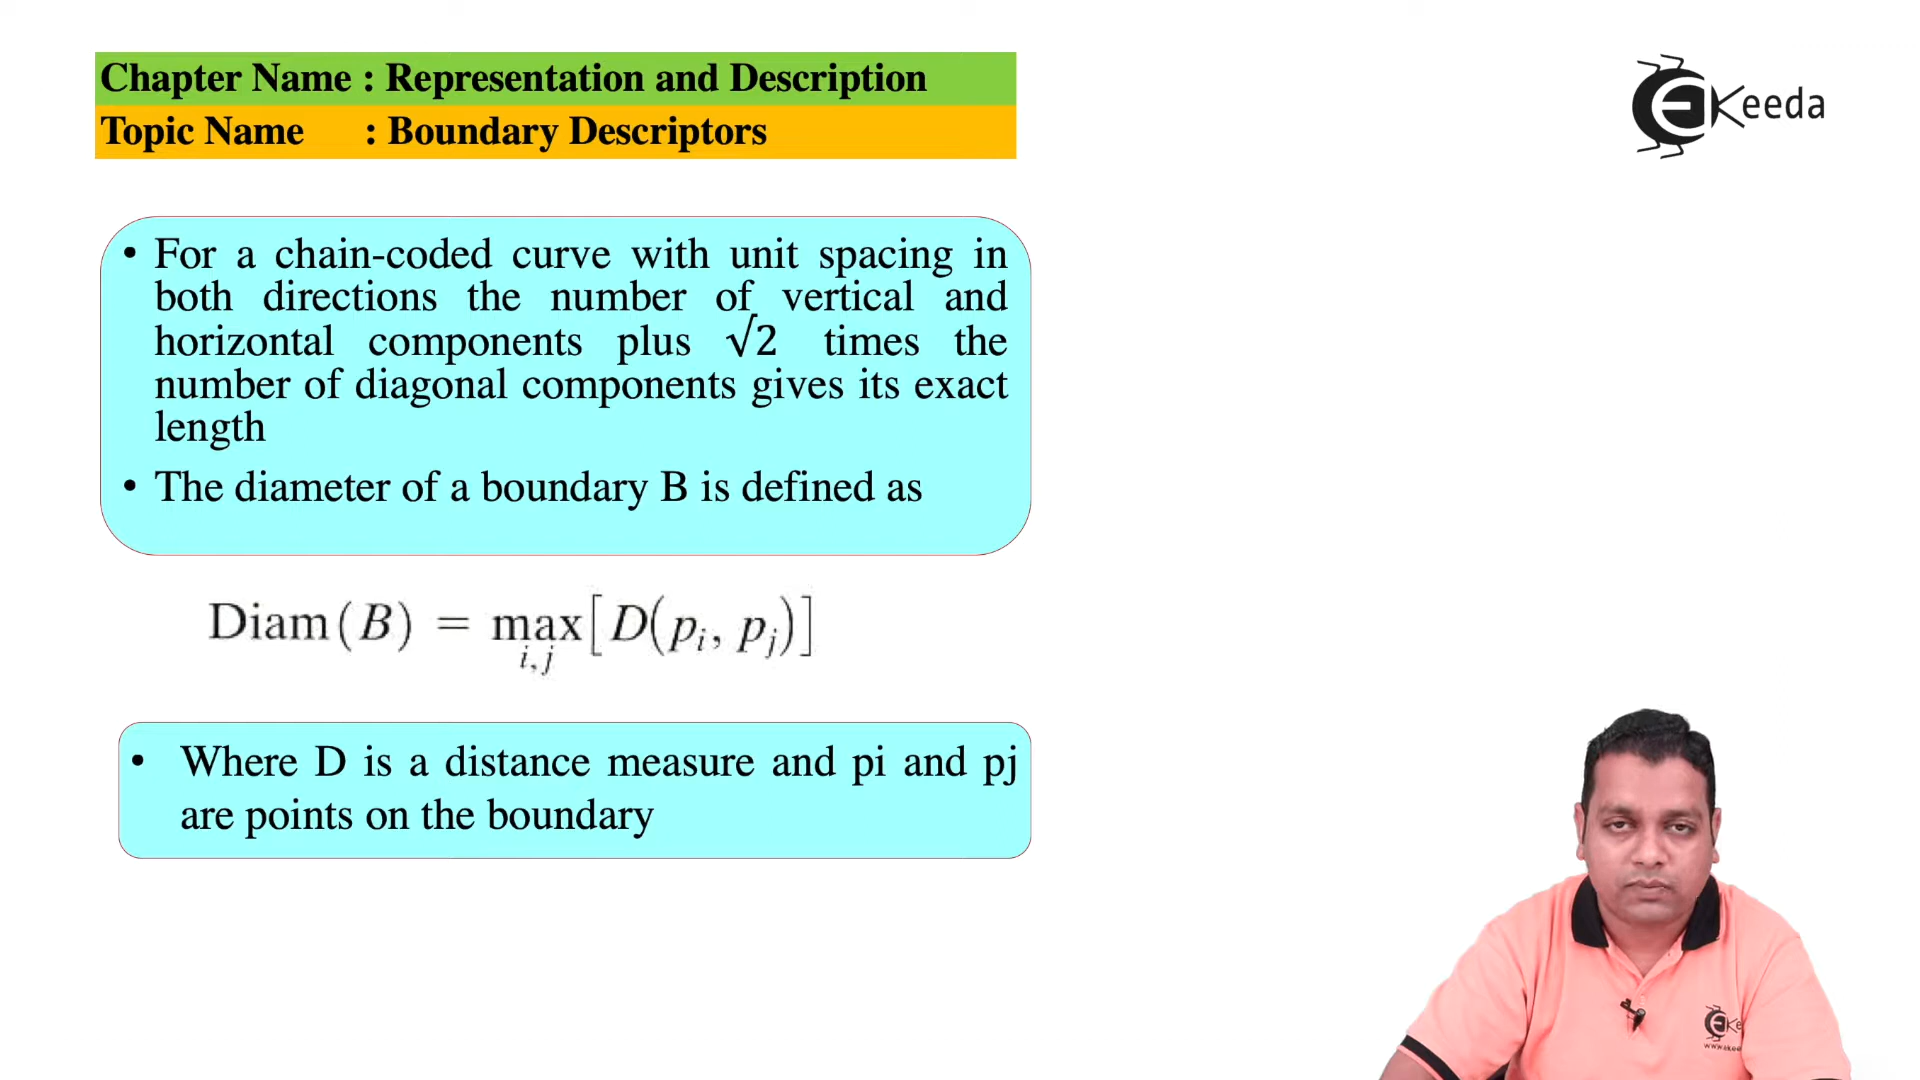 Chapter Name : Representation and Description
Topic Name : Boundary Descriptors
Keeda
• For a chain-coded curve with unit spacing in
both directions the number of vertical and
horizontal components plus √2 times the
number of diagonal components gives its exact
length
• The diameter of a boundary B is defined as
Diam(B) = max[D(pᵢ, pⱼ)]
i,j
• Where D is a distance measure and pi and pj
are points on the boundary